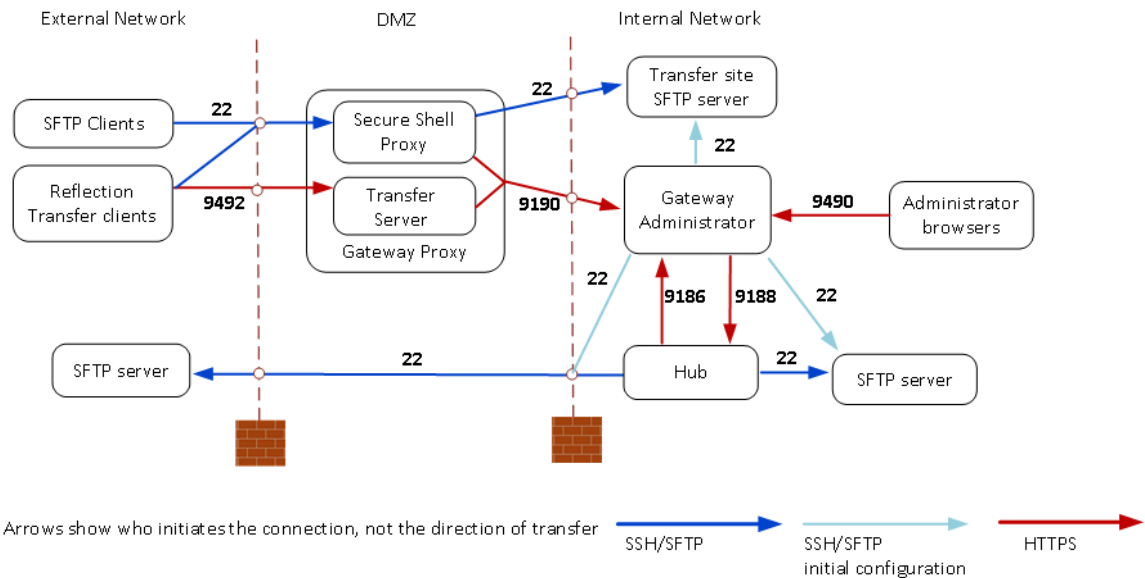 External Network
DMZ
Internal Network
Transfer site
SFTP server
22
22
SFTP Clients
Secure Shell
Proxy
22
Reflection
Transfer clients
9492
Transfer
Server
Gateway Proxy
9190
Gateway
Administrator
9490
Administrator
browsers
22
9186
9188
22
SFTP server
22
Hub
22
SFTP server
Arrows show who initiates the connection, not the direction of transfer
SSH/SFTP
SSH/SFTP
initial configuration
HTTPS